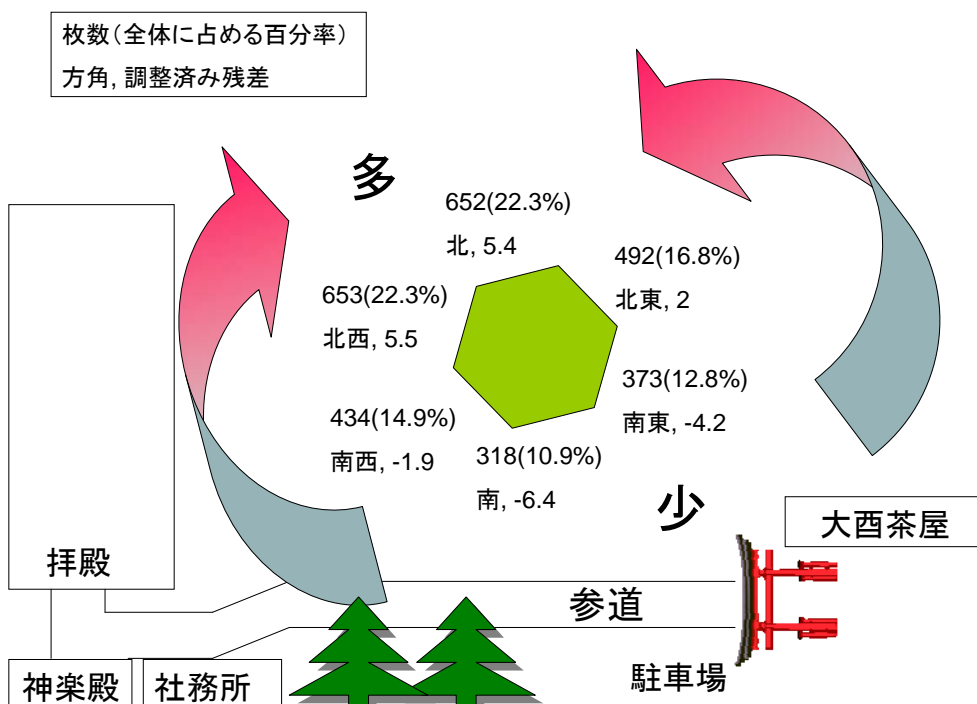 枚数（全体に占める百分率）
方角, 調整済み残差
多
652(22.3%)
北, 5.4
492(16.8%)
北東, 2
653(22.3%)
北西, 5.5
373(12.8%)
南東, -4.2
434(14.9%)
南西, -1.9
318(10.9%)
南, -6.4
少
大酉茶屋
拝殿
参道
駐車場
神楽殿
社務所